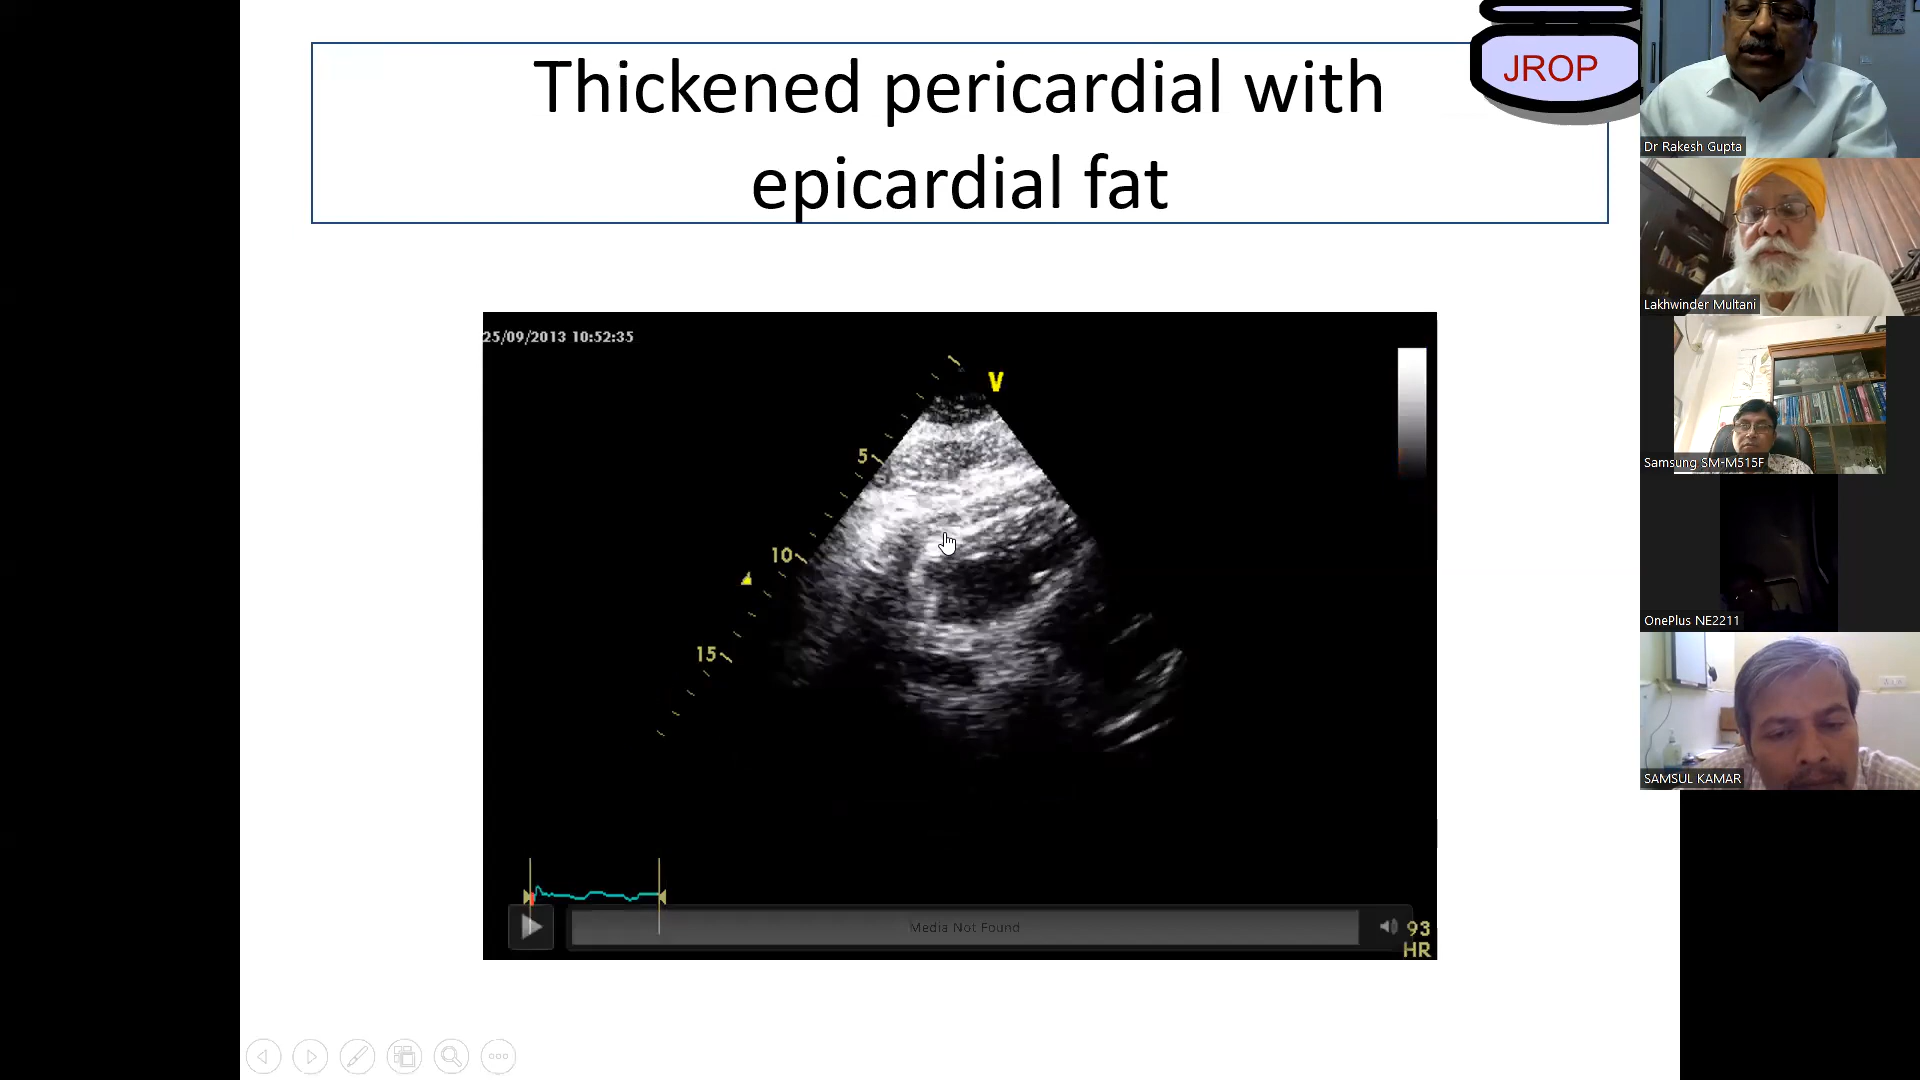 Thickened pericardial with
epicardial fat
JROP
25/09/2013 10:52:35
V
5
10
15
Media Not Found
93
HR
Dr Rakesh Gupta
Lakhwinder Multani
Samsung SM-M515F
OnePlus NE2211
SAMSUL KAMAR